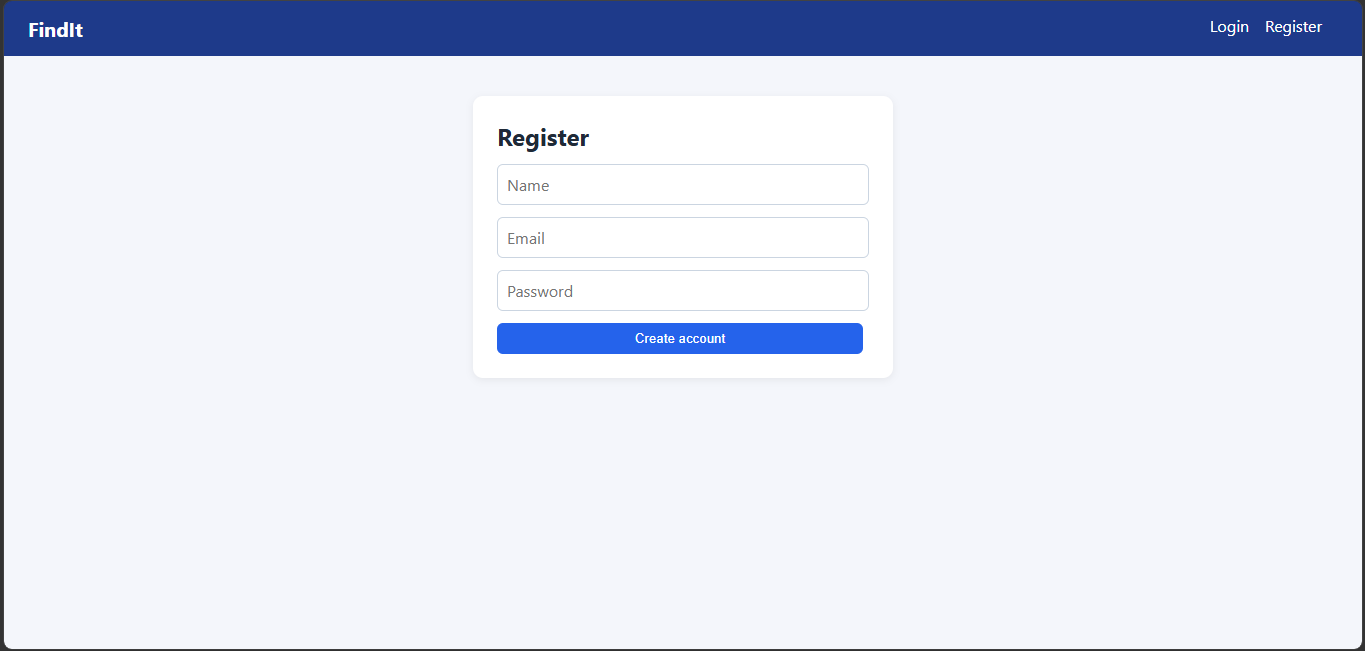 FindIt
Login Register
Register
Name
Email
Password
Create account